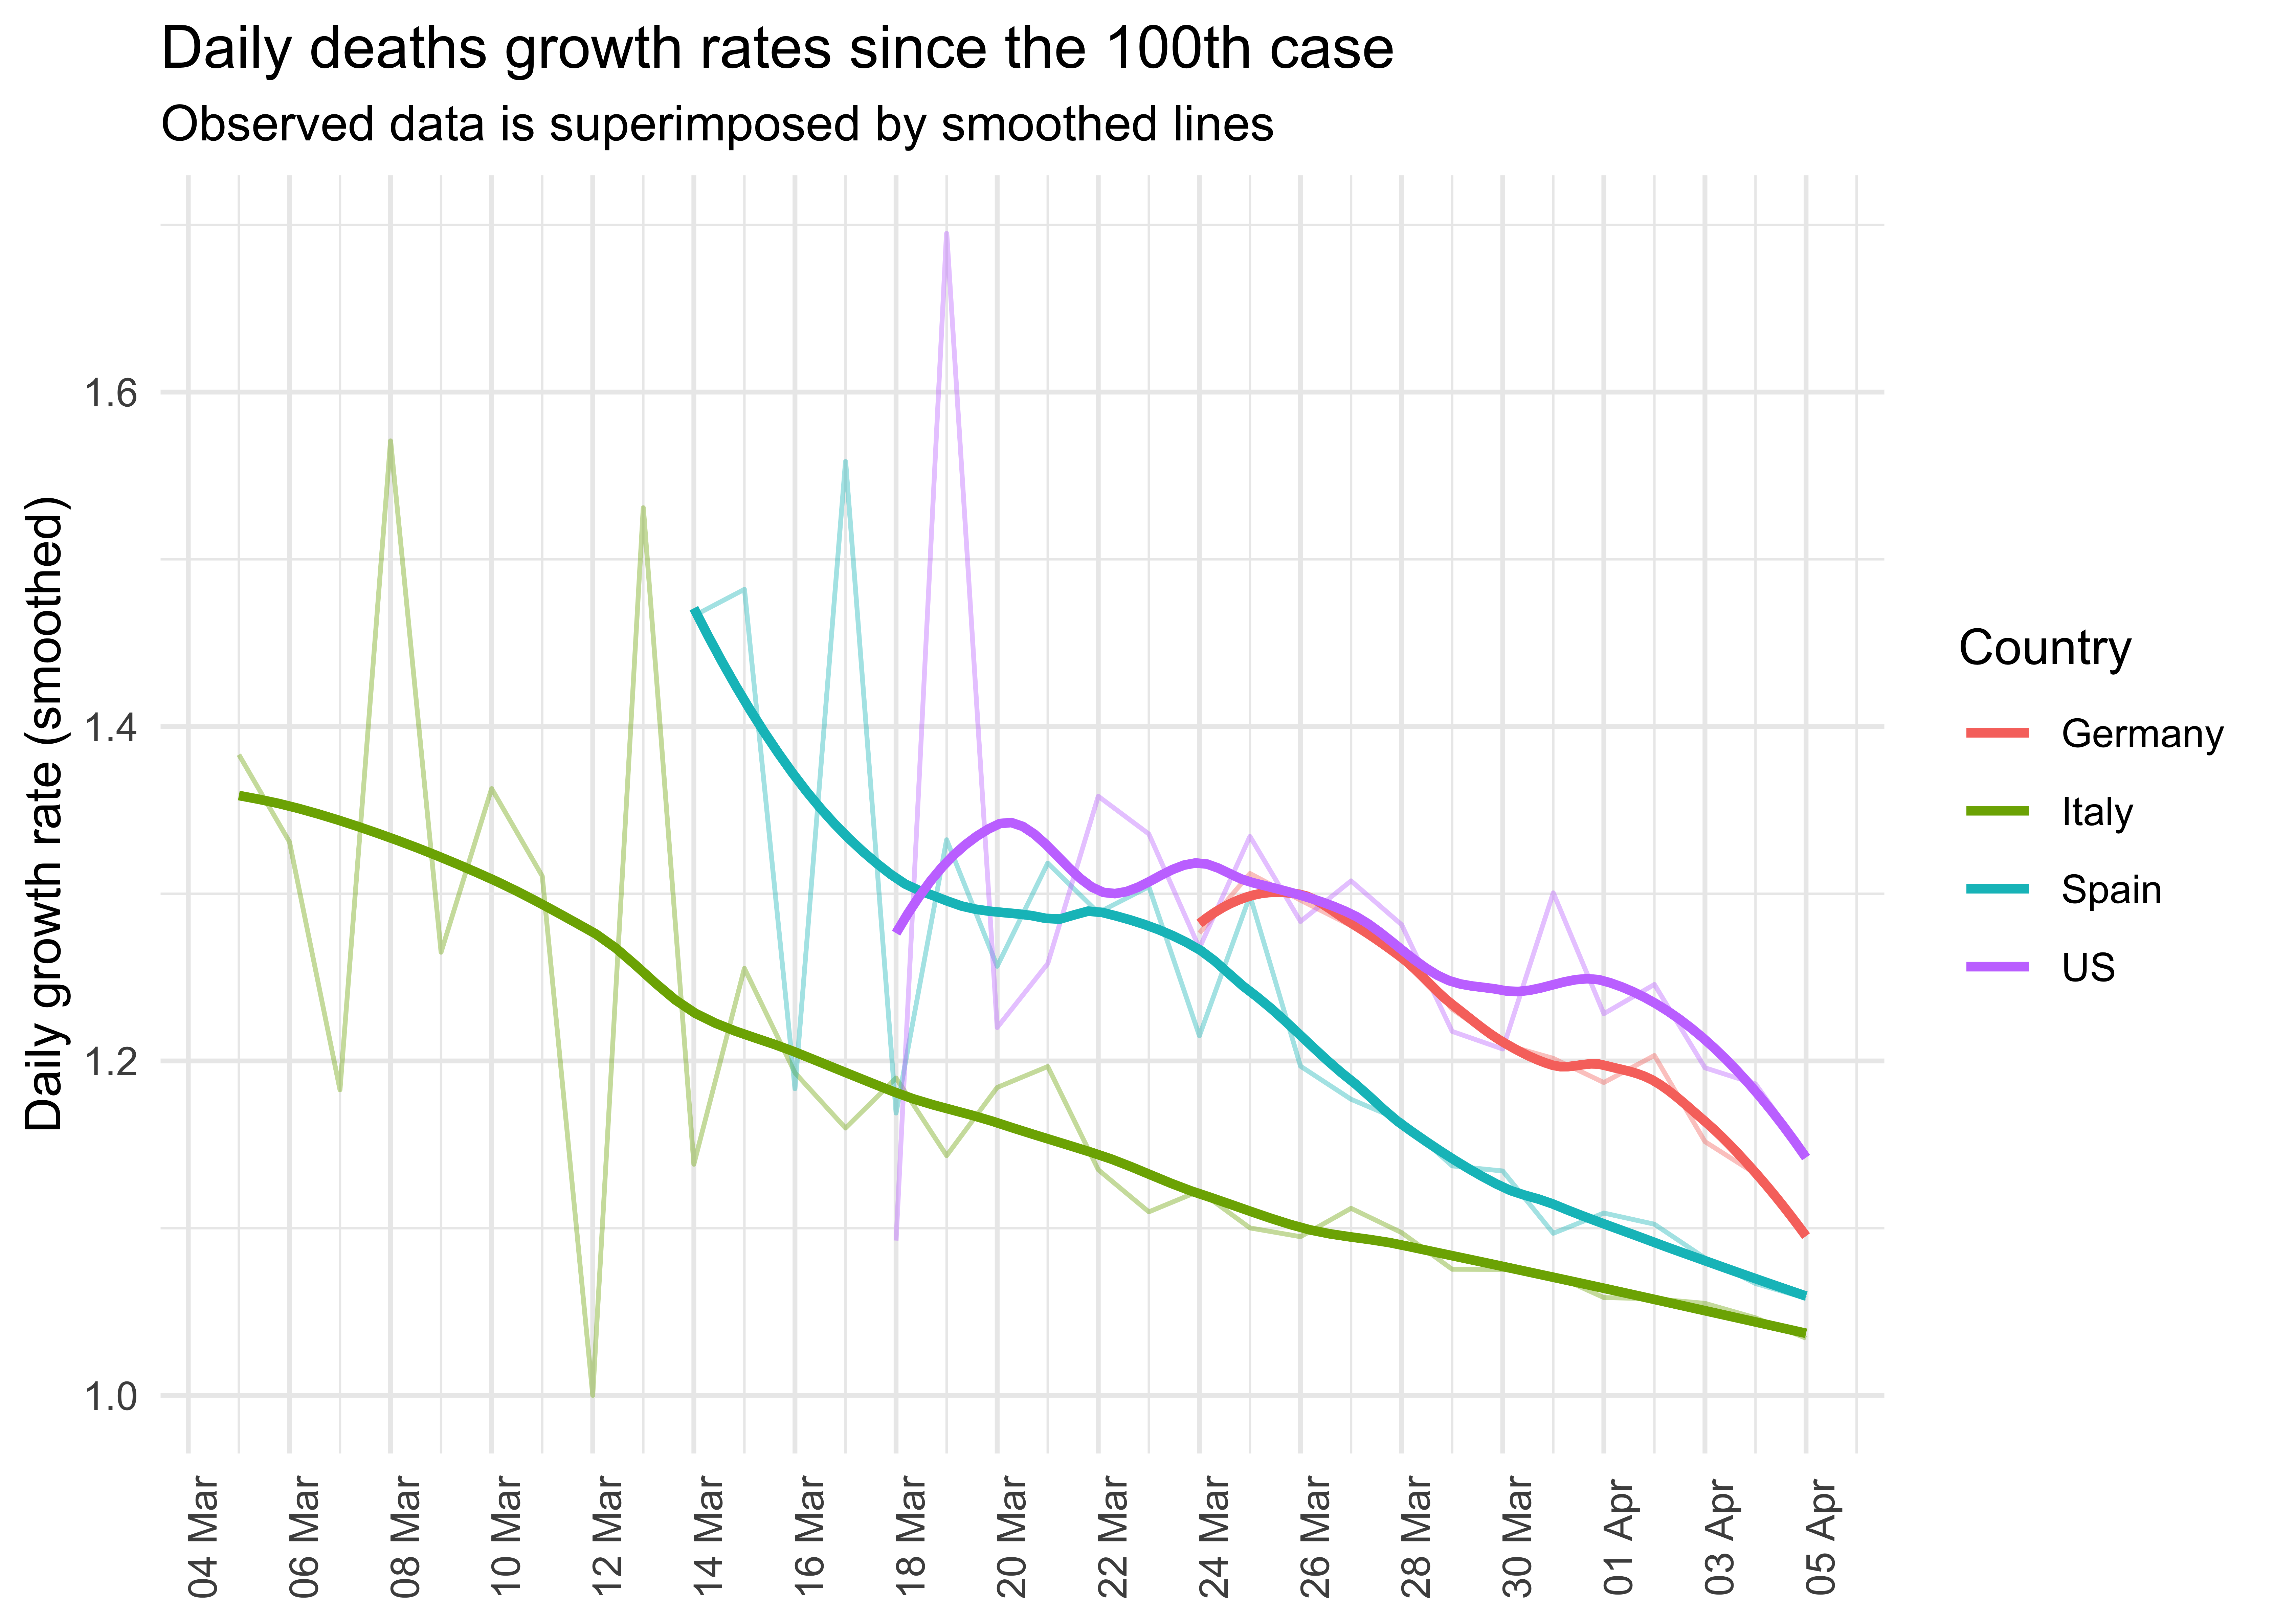 Daily deaths growth rates since the 100th case
Observed data is superimposed by smoothed lines
Daily growth rate (smoothed)
1.6
1.4
1.2
1.0
04 Mar
06 Mar
08 Mar
10 Mar
12 Mar
14 Mar
16 Mar
18 Mar
20 Mar
22 Mar
24 Mar
26 Mar
28 Mar
30 Mar
01 Apr
03 Apr
05 Apr
Country
Germany
Italy
Spain
US